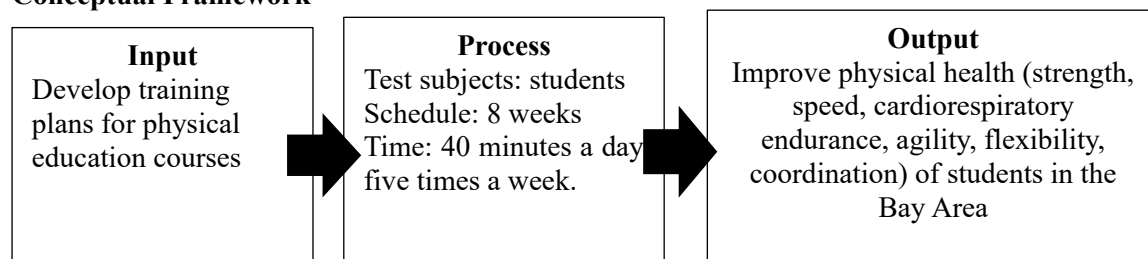 Conceptual Framework
Input
Develop training
plans for physical
education courses
Process
Test subjects: students
Schedule: 8 weeks
Time: 40 minutes a day
five times a week.
Output
Improve physical health (strength,
speed, cardiorespiratory
endurance, agility, flexibility,
coordination) of students in the
Bay Area